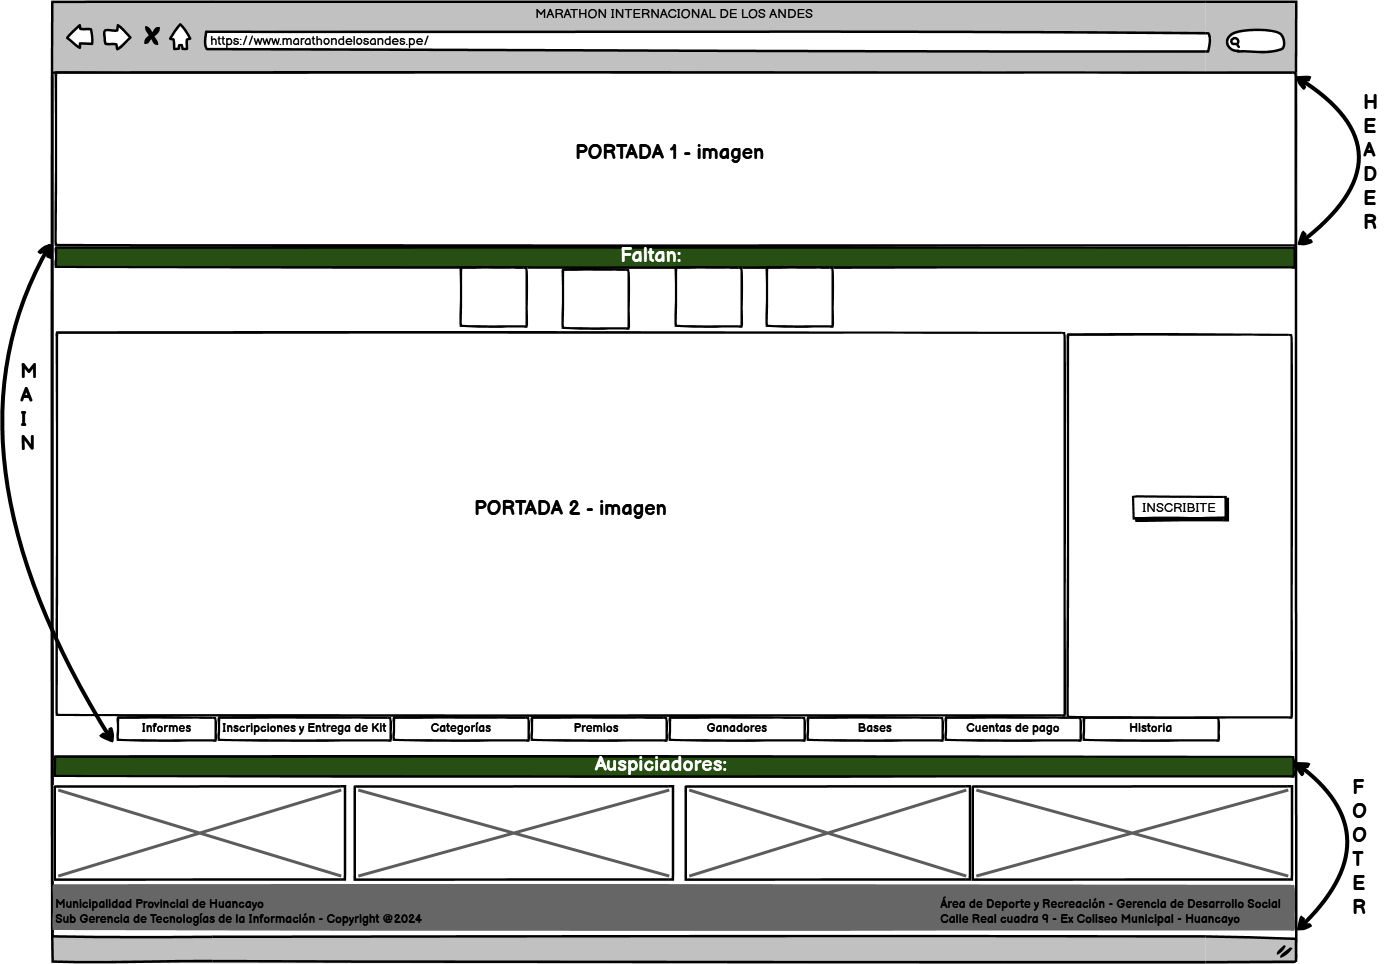 MARATHON INTERNACIONAL DE LOS ANDES
https://www.marathondelosandes.pe/
PORTADA 1 - imagen
HEADER
Faltan:
MAIN
PORTADA 2 - imagen
INSCRIBITE
Informes
Inscripciones y Entrega de Kit
Categorías
Premios
Ganadores
Bases
Cuentas de pago
Historia
Auspiciadores:
FOOTER
Municipalidad Provincial de Huancayo
Sub Gerencia de Tecnologías de la Información - Copyright @2024
Área de Deporte y Recreación - Gerencia de Desarrollo Social
Calle Real cuadra 9 - Ex Coliseo Municipal - Huancayo